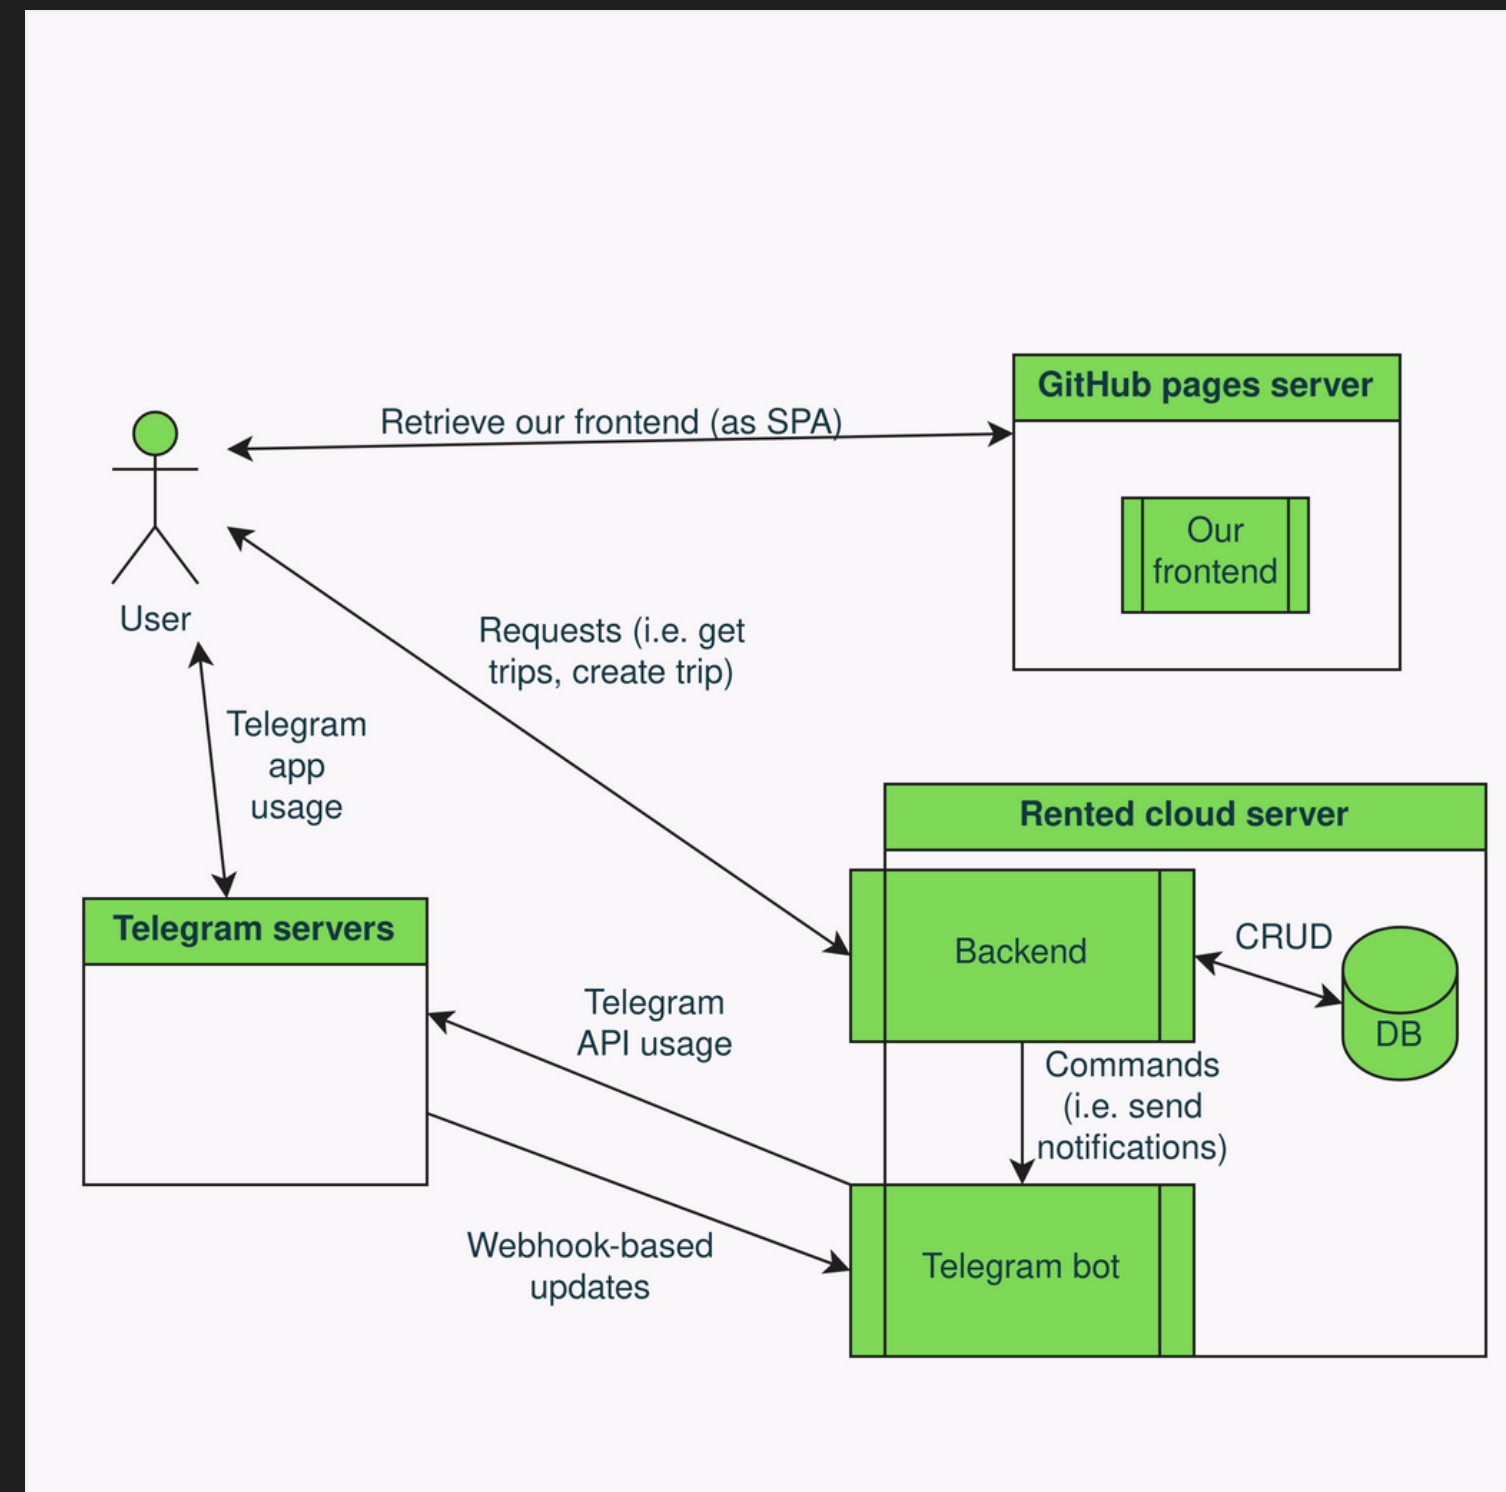 GitHub pages server
Retrieve our frontend (as SPA)
Our
frontend
User
Requests (i.e. get
trips, create trip)
Telegram
app
usage
Rented cloud server
Telegram servers
Backend
CRUD
DB
Telegram
API usage
Commands
(i.e. send
notifications)
Webhook-based
updates
Telegram bot